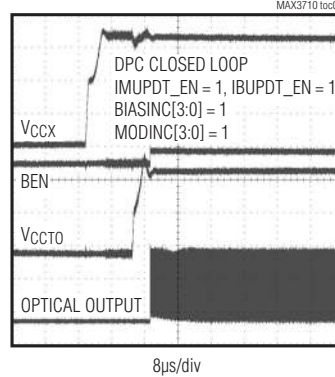 MAX3710 toc0
DPC CLOSED LOOP
IMUPDT_EN = 1, IBUPDT_EN = 1
BIASINC[3:0] = 1
MODINC[3:0] = 1
VCCX
BEN
VCCTO
OPTICAL OUTPUT
8µs/div